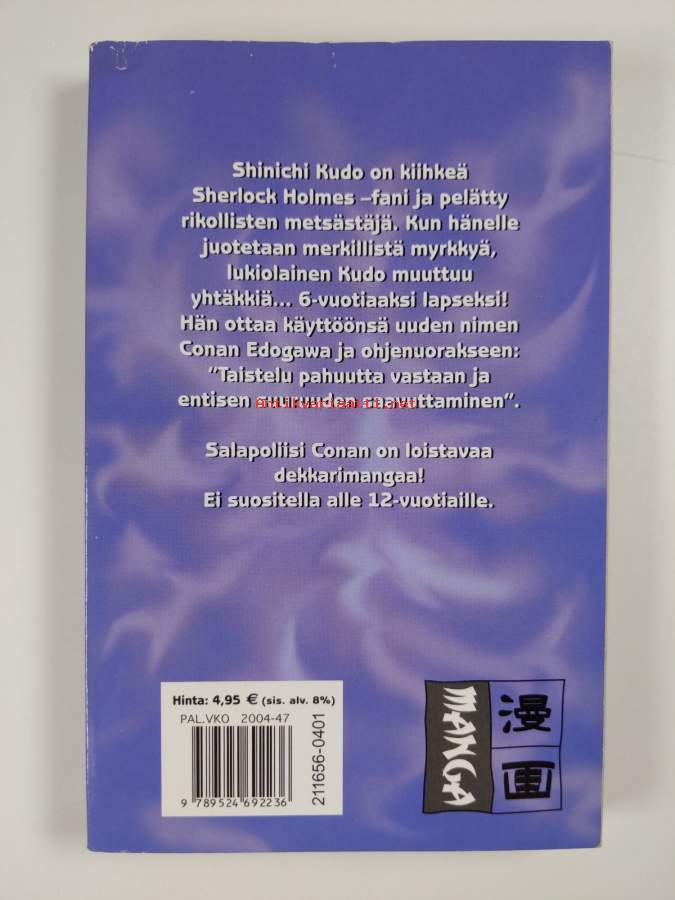 Shinichi Kudo on kiihkeä
Sherlock Holmes –fani ja pelätty
rikollisten metsästäjä. Kun hänelle
juotetaan merkillistä myrkkyä,
lukiolainen Kudo muuttuu
yhtäkkiä... 6-vuotiaaksi lapseksi!
Hän ottaa käyttöönsä uuden nimen
Conan Edogawa ja ohjenuorakseen:
"Taistelu pahuutta vastaan ja
entisen saavuttaminen".
antikvariaatti.net
Salapoliisi Conan on loistavaa
dekkarimangaa!
Ei suositella alle 12-vuotiaille.
Hinta: 4,95 € (sis. alv. 8%)
PAL.VKO 2004-47
211656-0401
9 789524 692236
MANGA
漫画